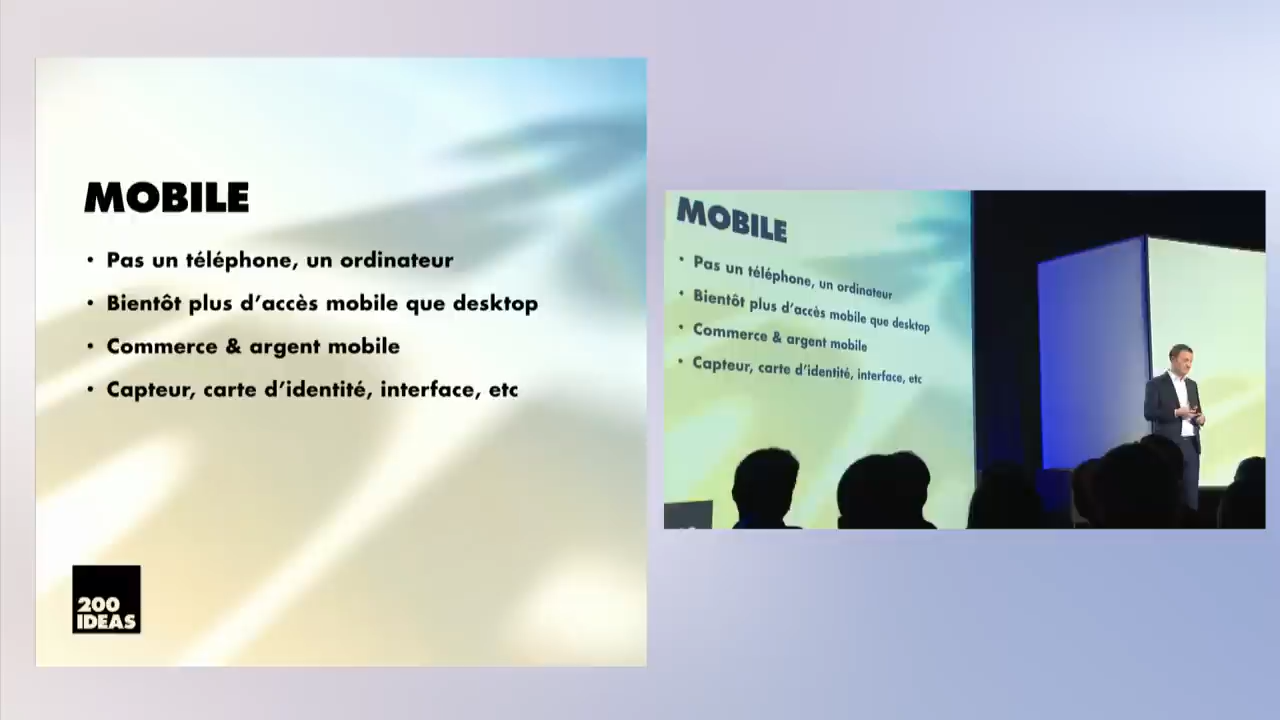 MOBILE
• Pas un téléphone, un ordinateur
• Bientôt plus d'accès mobile que desktop
• Commerce & argent mobile
• Capteur, carte d'identité, interface, etc
200
IDEAS
MOBILE
• Pas un téléphone, un ordinateur
• Bientôt plus d'accès mobile que desktop
• Commerce & argent mobile
• Capteur, carte d'identité, interface, etc